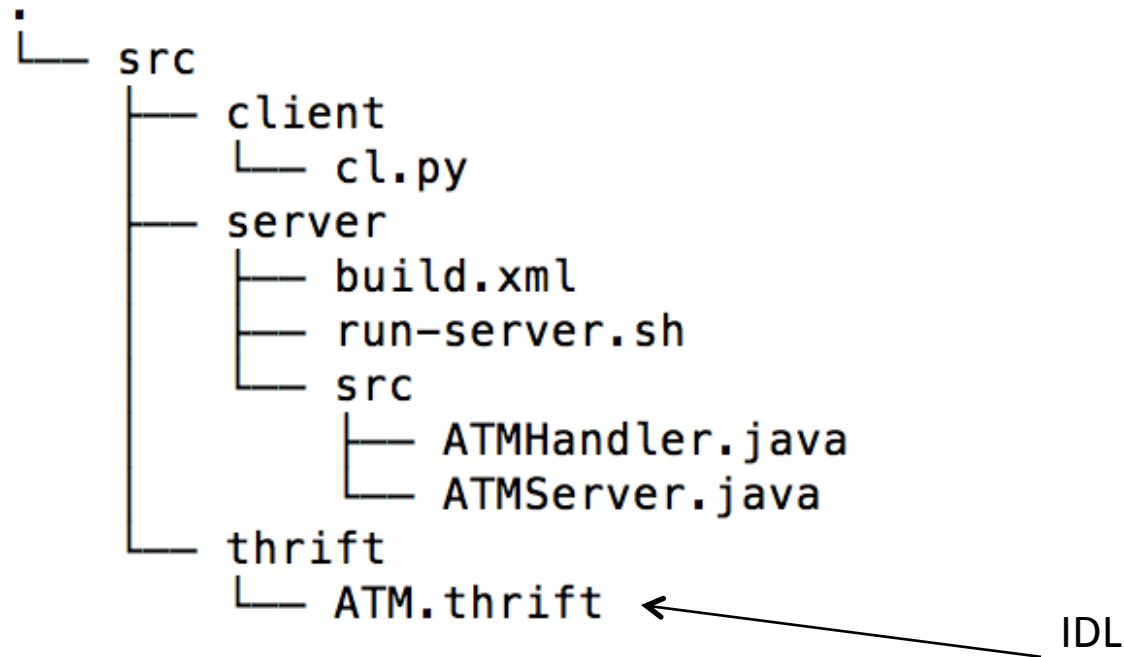 .
└── src
    ├── client
    │   └── cl.py
    ├── server
    │   ├── build.xml
    │   ├── run-server.sh
    │   └── src
    │       ├── ATMHandler.java
    │       └── ATMServer.java
    └── thrift
        └── ATM.thrift
IDL